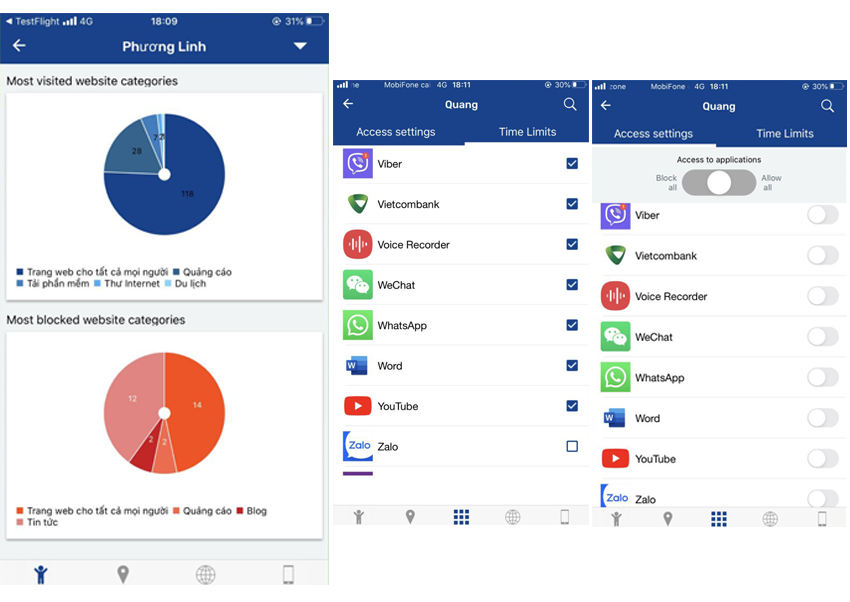 TestFlight 4G 18:09 31%
Phương Linh
Most visited website categories
28
7
116
Trang web cho tất cả mọi người Quảng cáo
Tải phần mềm Thư Internet Du lịch
Most blocked website categories
12
14
2
2
Trang web cho tất cả mọi người Quảng cáo Blog
Tin tức
ne MobiFone ca 4G 18:11 30%
Quang
Access settings Time Limits
Viber
Vietcombank
Voice Recorder
WeChat
WhatsApp
W Word
YouTube
Zalo Zalo
zone MobiFone 4G 18:11 30%
Quang
Access settings Time Limits
Access to applications
Block all
Allow all
Viber
Vietcombank
Voice Recorder
WeChat
WhatsApp
W Word
YouTube
Zalo Zalo